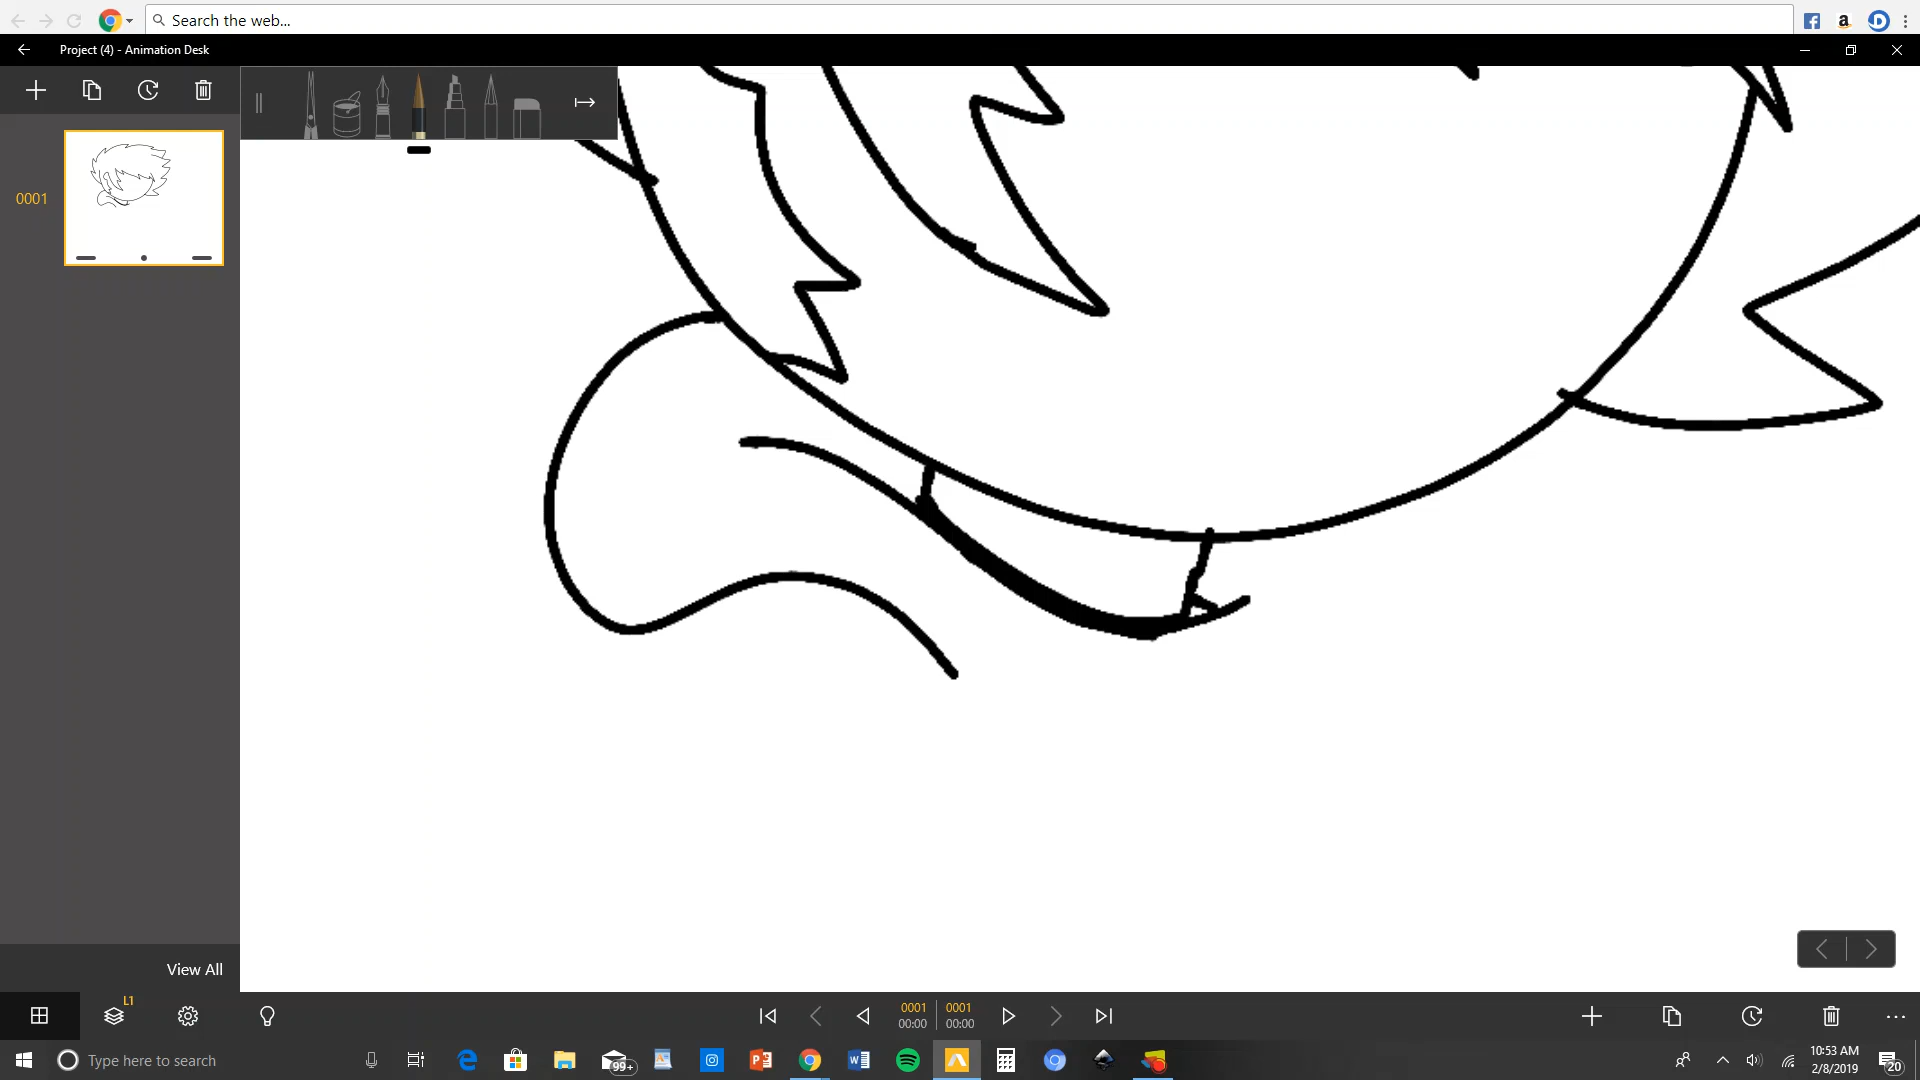 Search the web...
Project (4) - Animation Desk
0001
View All
L1
0001 0001
00:00 00:00
Type here to search
99+
10:53 AM
2/8/2019
20